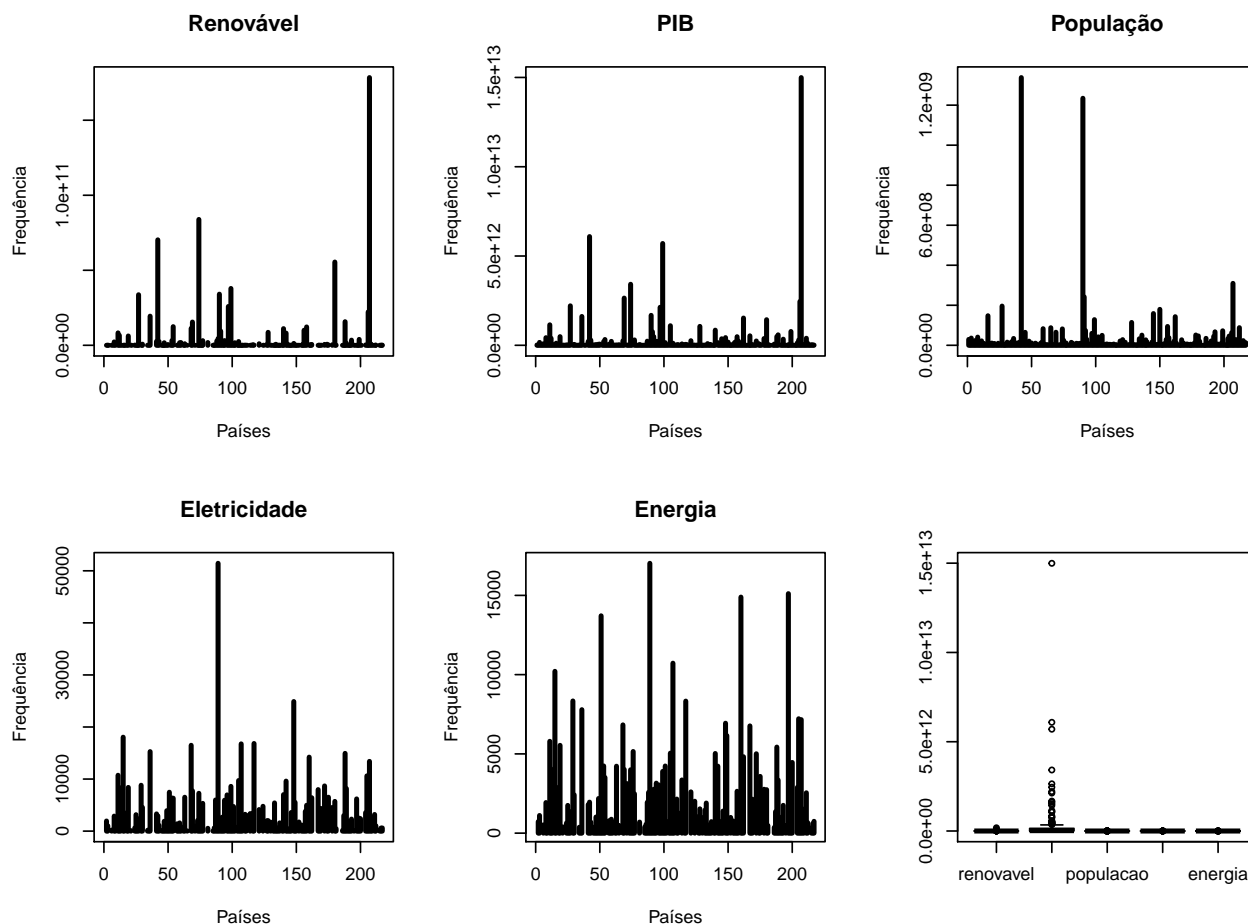 Renovável
Frequência
0.0e+00
1.0e+11
0 50 100 150 200
Países
PIB
Frequência
0.0e+00
5.0e+12
1.0e+13
1.5e+13
0 50 100 150 200
Países
População
Frequência
0.0e+00
6.0e+08
1.2e+09
0 50 100 150 200
Países
Eletricidade
Frequência
0
10000
30000
50000
0 50 100 150 200
Países
Energia
Frequência
0
5000
10000
15000
0 50 100 150 200
Países
0.0e+00
5.0e+12
1.0e+13
1.5e+13
renovavel populacao energia